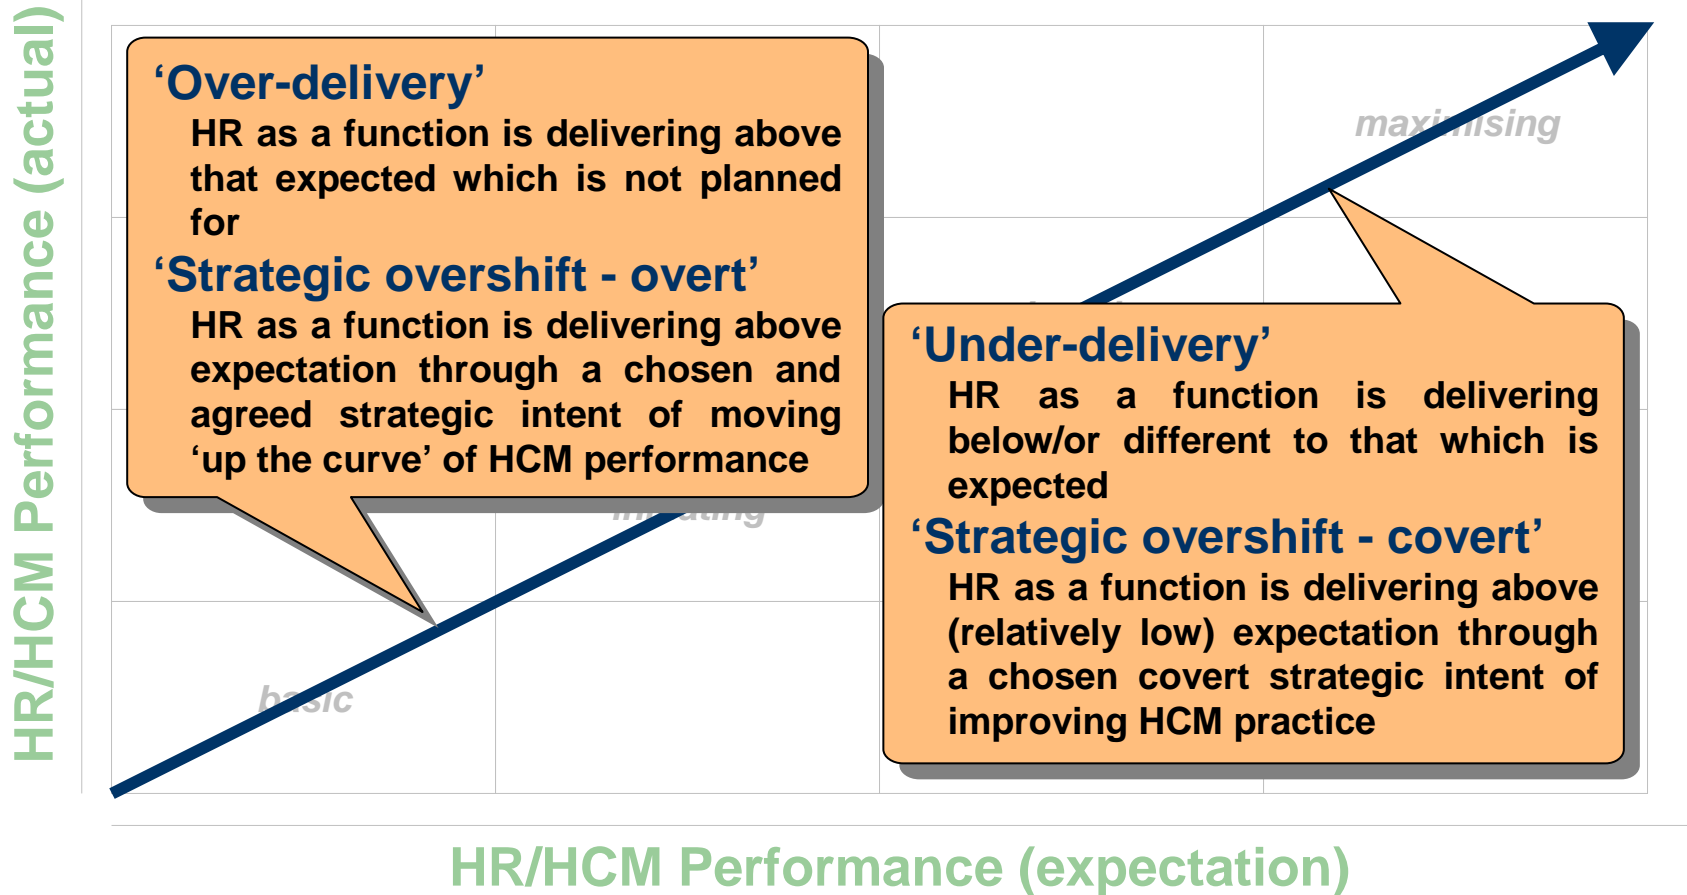 HR/HCM Performance (actual)
‘Over-delivery’
HR as a function is delivering above
that expected which is not planned
for
‘Strategic overshift - overt’
HR as a function is delivering above
expectation through a chosen and
agreed strategic intent of moving
‘up the curve’ of HCM performance
maximising
‘Under-delivery’
HR as a function is delivering
below/or different to that which is
expected
‘Strategic overshift - covert’
HR as a function is delivering above
(relatively low) expectation through
a chosen covert strategic intent of
improving HCM practice
basic
HR/HCM Performance (expectation)